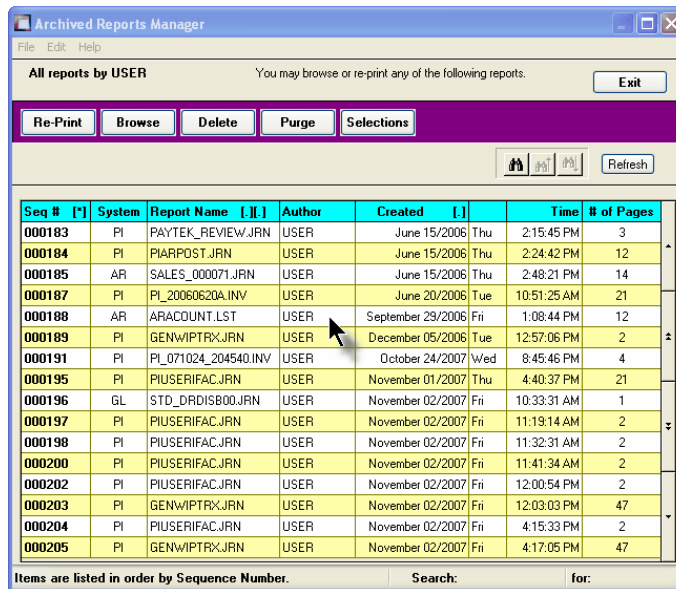 Archived Reports Manager
File Edit Help
All reports by USER You may browse or re-print any of the following reports. Exit
Re-Print Browse Delete Purge Selections
Refresh
Seq # [*] System Report Name [.][.] Author Created [.] Time # of Pages
000183 PI PAYTEK_REVIEW.JRN USER June 15/2006 Thu 2:15:45 PM 3
000184 PI PIARPOST.JRN USER June 15/2006 Thu 2:24:42 PM 12
000185 AR SALES_000071.JRN USER June 15/2006 Thu 2:48:21 PM 14
000187 PI PI_20060620A.INV USER June 20/2006 Tue 10:51:25 AM 21
000188 AR ARACOUNT.LST USER September 29/2006 Fri 1:08:44 PM 12
000189 PI GENWIPTRX.JRN USER December 05/2006 Tue 12:57:06 PM 2
000191 PI PI_071024_204540.INV USER October 24/2007 Wed 8:45:46 PM 4
000195 PI PIUSERIFAC.JRN USER November 01/2007 Thu 4:40:37 PM 21
000196 GL STD_DRDISB00.JRN USER November 02/2007 Fri 10:33:31 AM 1
000197 PI PIUSERIFAC.JRN USER November 02/2007 Fri 11:19:14 AM 2
000198 PI PIUSERIFAC.JRN USER November 02/2007 Fri 11:32:31 AM 2
000200 PI PIUSERIFAC.JRN USER November 02/2007 Fri 11:41:34 AM 2
000202 PI PIUSERIFAC.JRN USER November 02/2007 Fri 12:00:54 PM 2
000203 PI GENWIPTRX.JRN USER November 02/2007 Fri 12:03:03 PM 47
000204 PI PIUSERIFAC.JRN USER November 02/2007 Fri 4:15:33 PM 2
000205 PI GENWIPTRX.JRN USER November 02/2007 Fri 4:17:05 PM 47
Items are listed in order by Sequence Number. Search: for: